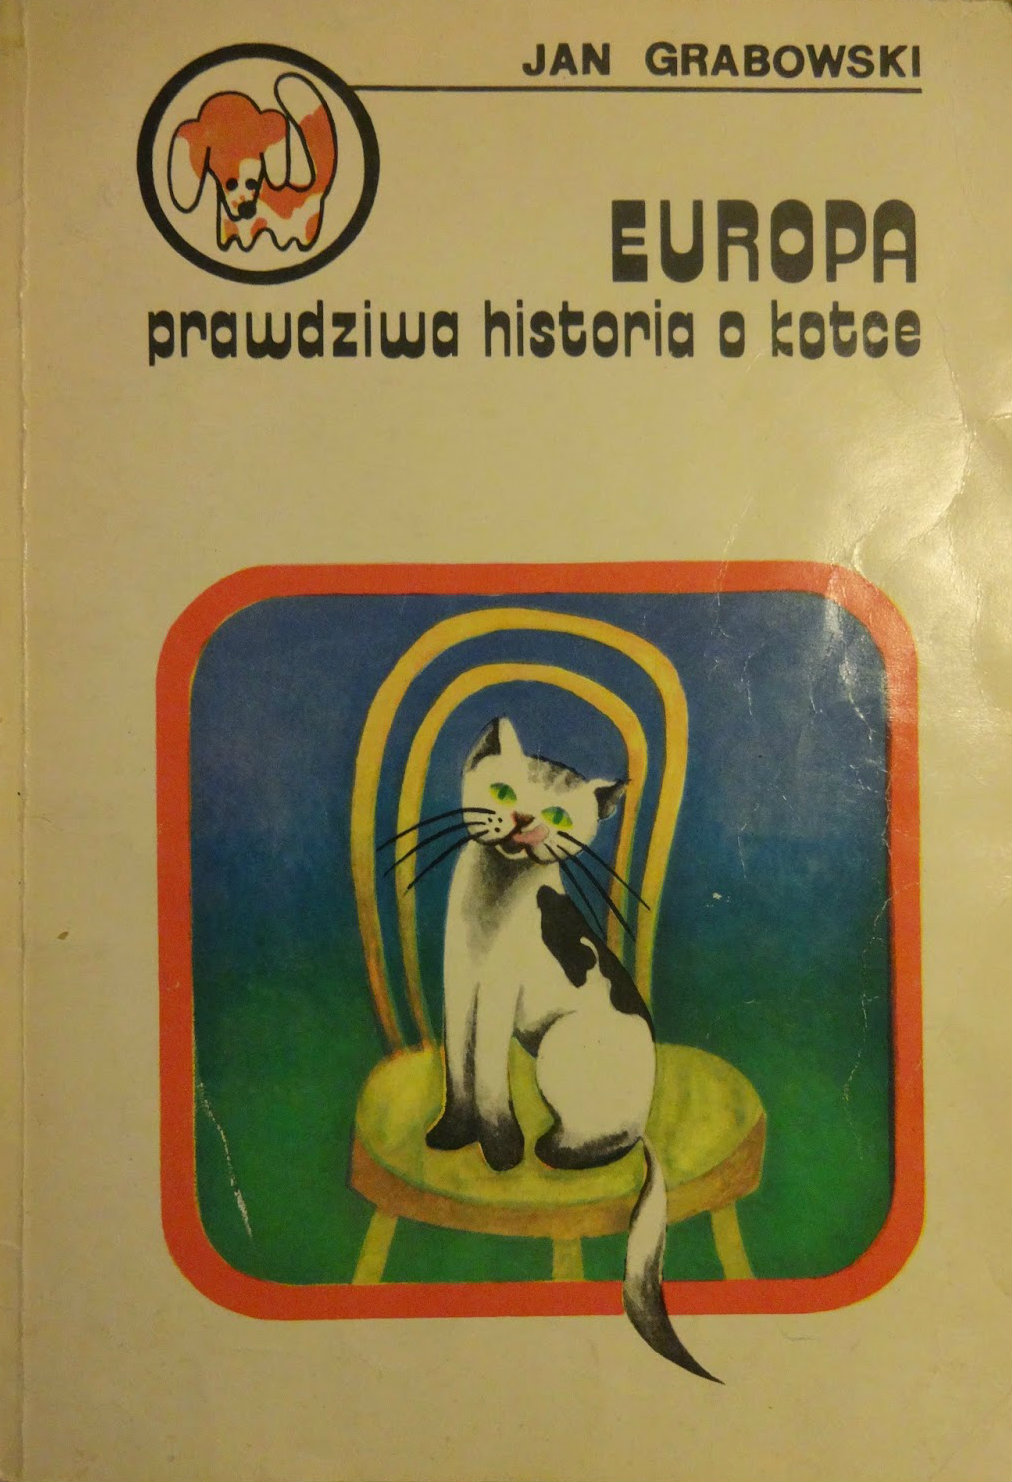 JAN GRABOWSKI
EUROPA
prawdziwa historia o kotce